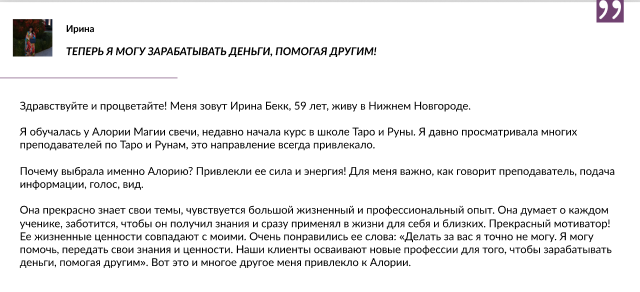 Ирина
ТЕПЕРЬ Я МОГУ ЗАРАБАТЫВАТЬ ДЕНЬГИ, ПОМОГАЯ ДРУГИМ!
Здравствуйте и процветайте! Меня зовут Ирина Бекк, 59 лет, живу в Нижнем Новгороде.
Я обучалась у Алории Магии свечи, недавно начала курс в школе Таро и Руны. Я давно просматривала многих
преподавателей по Таро и Рунам, это направление всегда привлекало.
Почему выбрала именно Алорию? Привлекли ее сила и энергия! Для меня важно, как говорит преподаватель, подача
информации, голос, вид.
Она прекрасно знает свои темы, чувствуется большой жизненный и профессиональный опыт. Она думает о каждом
ученике, заботится, чтобы он получил знания и сразу применял в жизни для себя и близких. Прекрасный мотиватор!
Ее жизненные ценности совпадают с моими. Очень понравились ее слова: «Делать за вас я точно не могу. Я могу
помочь, передать свои знания и ценности. Наши клиенты осваивают новые профессии для того, чтобы зарабатывать
деньги, помогая другим». Вот это и многое другое меня привлекло к Алории.